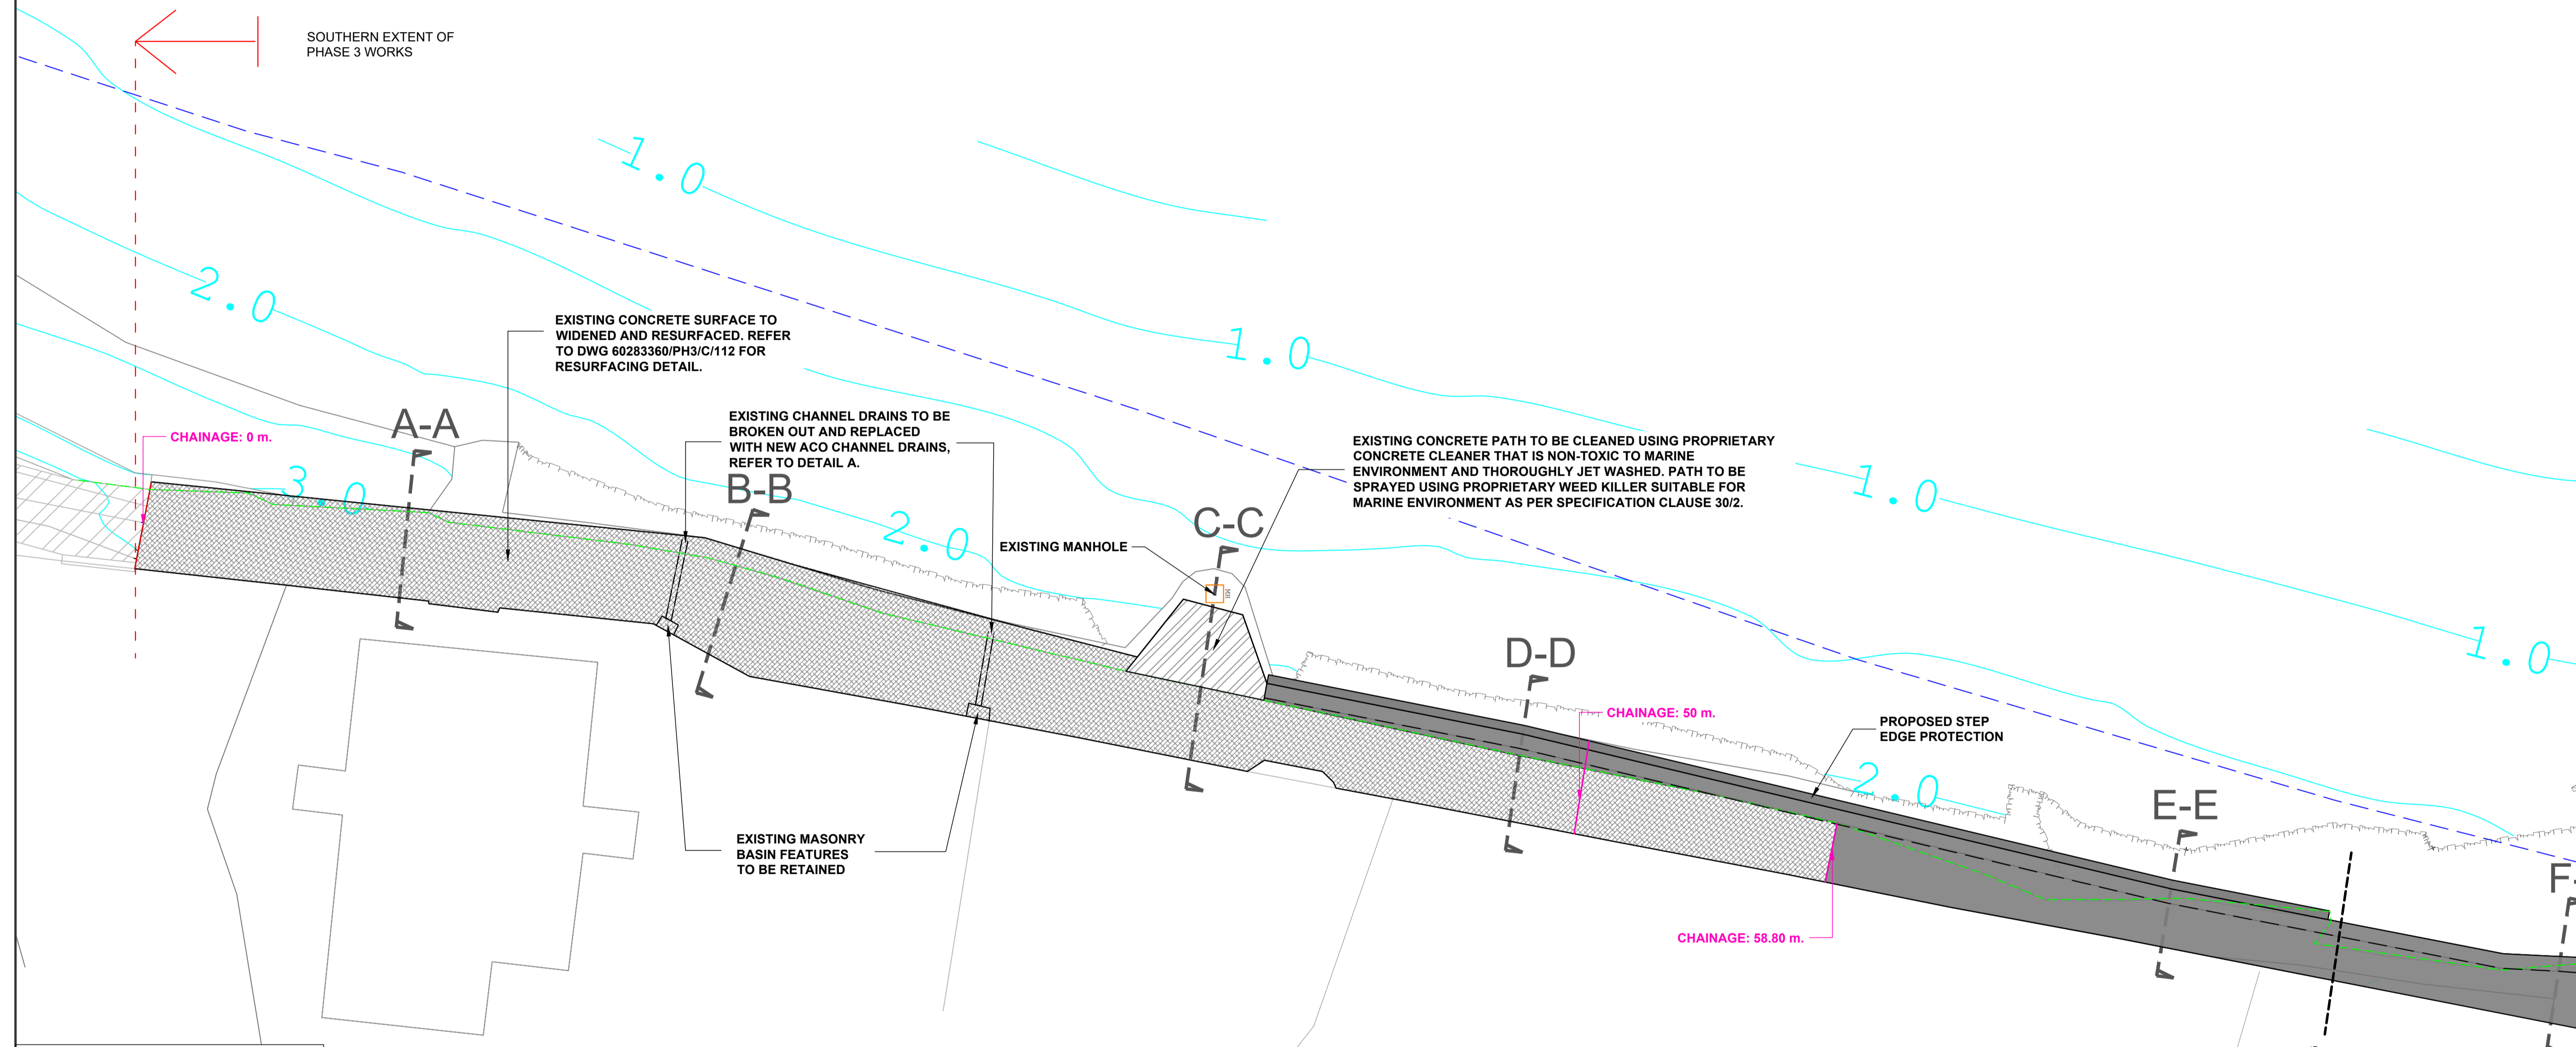 SOUTHERN EXTENT OF
PHASE 3 WORKS
1.0
2.0
1.0
EXISTING CONCRETE SURFACE TO
WIDENED AND RESURFACED. REFER
TO DWG 60283360/PH3/C/112 FOR
RESURFACING DETAIL.
A-A
CHAINAGE: 0 m.
3.0
EXISTING CHANNEL DRAINS TO BE
BROKEN OUT AND REPLACED
WITH NEW ACO CHANNEL DRAINS,
REFER TO DETAIL A.
B-B
2.0
EXISTING CONCRETE PATH TO BE CLEANED USING PROPRIETARY
CONCRETE CLEANER THAT IS NON-TOXIC TO MARINE
ENVIRONMENT AND THOROUGHLY JET WASHED. PATH TO BE
SPRAYED USING PROPRIETARY WEED KILLER SUITABLE FOR
MARINE ENVIRONMENT AS PER SPECIFICATION CLAUSE 30/2.
1.0
C-C
EXISTING MANHOLE
MH
D-D
1.0
CHAINAGE: 50 m.
PROPOSED STEP
EDGE PROTECTION
2.0
E-E
EXISTING MASONRY
BASIN FEATURES
TO BE RETAINED
CHAINAGE: 58.80 m.